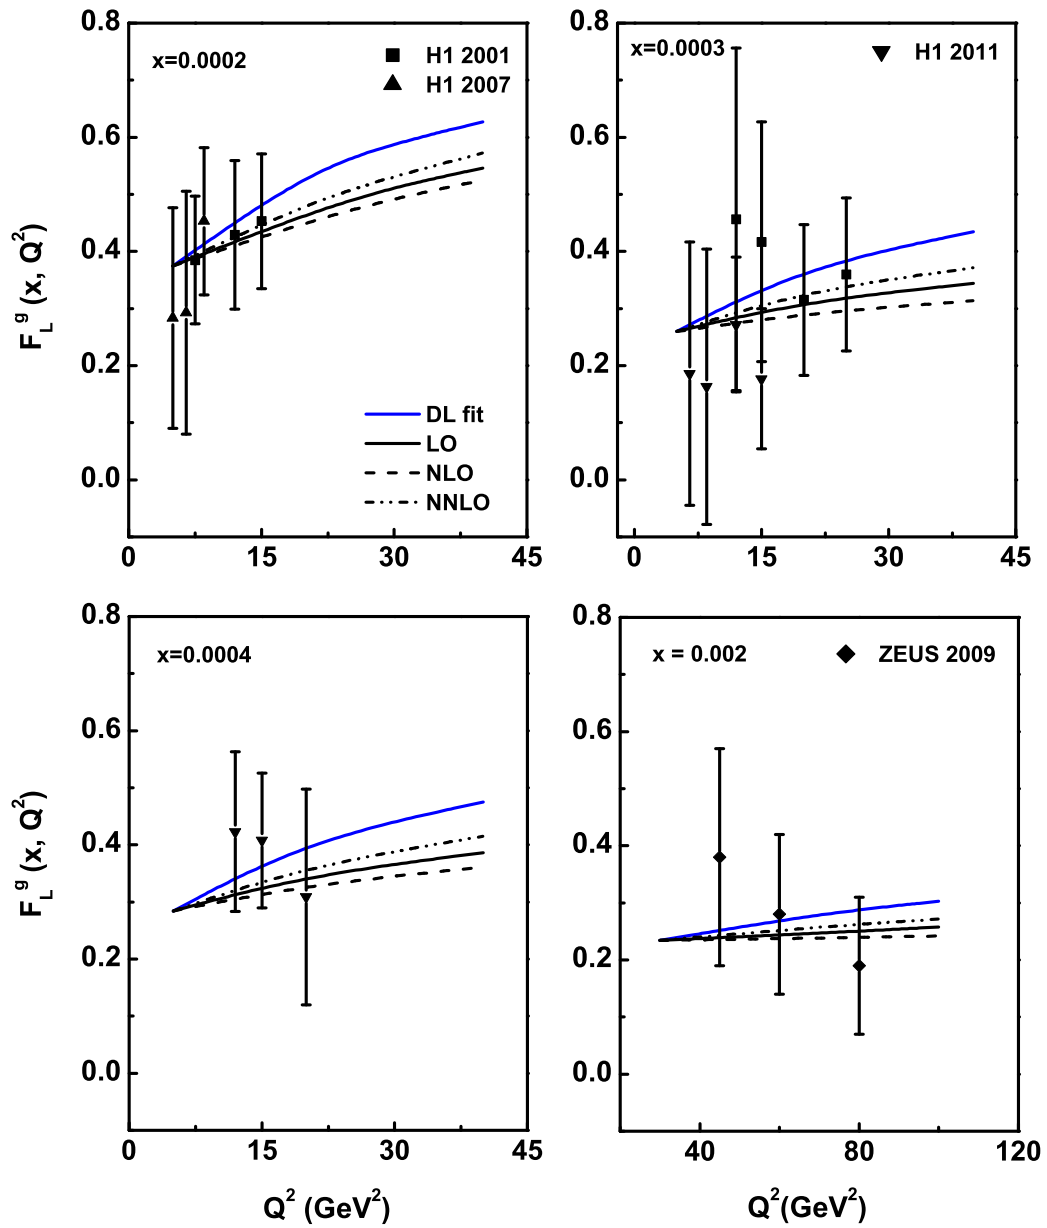 x=0.0002
H1 2001
H1 2007
DL fit
LO
NLO
NNLO
0.8
0.6
0.4
0.2
0.0
0 15 30 45
F_L^g (x, Q^2)
x=0.0003
H1 2011
0.8
0.6
0.4
0.2
0.0
0 15 30 45
x=0.0004
0.8
0.6
0.4
0.2
0.0
0 15 30 45
F_L^g (x, Q^2)
Q^2 (GeV^2)
x = 0.002
ZEUS 2009
0.8
0.6
0.4
0.2
0.0
40 80 120
Q^2(GeV^2)